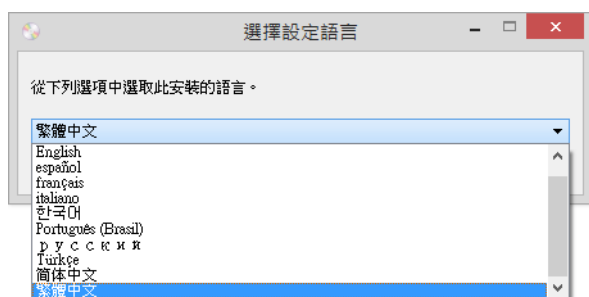 選擇設定語言
從下列選項中選取此安裝的語言。
繁體中文
English
español
français
italiano
한국어
Português (Brasil)
русский
Türkçe
简体中文
繁體中文